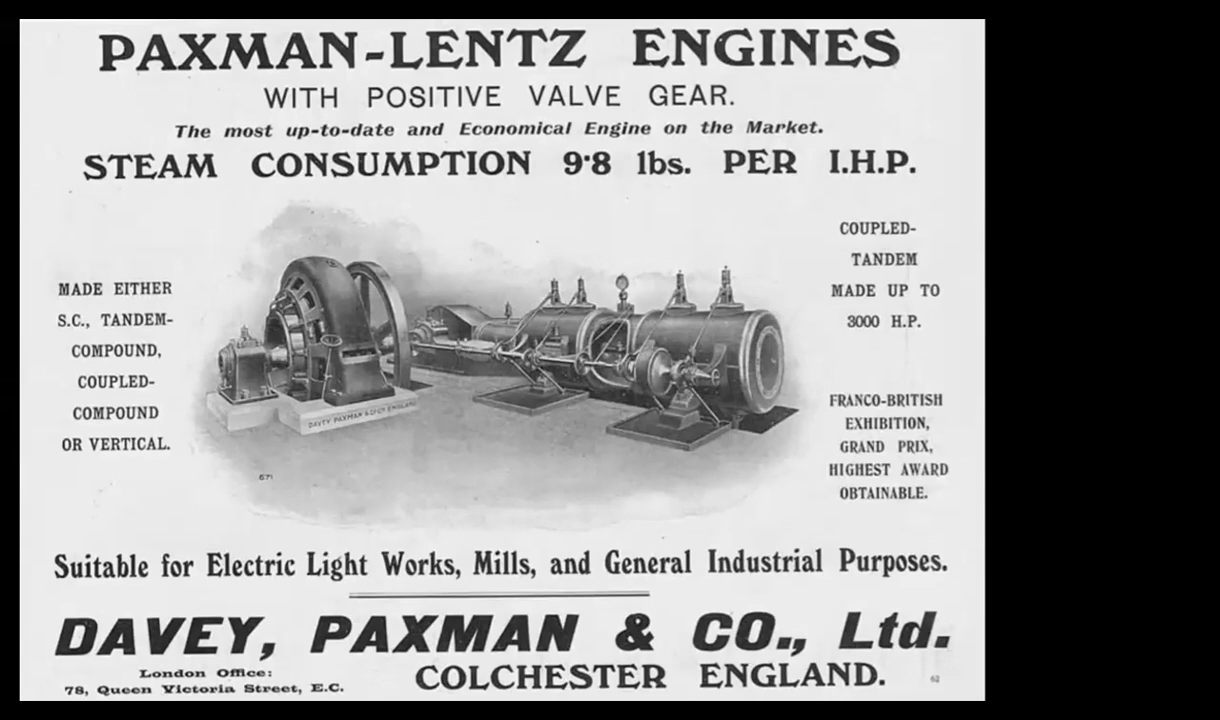 PAXMAN-LENTZ ENGINES
WITH POSITIVE VALVE GEAR.
The most up-to-date and Economical Engine on the Market.
STEAM CONSUMPTION 9·8 lbs. PER I.H.P.
MADE EITHER
S.C., TANDEM-
COMPOUND,
COUPLED-
COMPOUND
OR VERTICAL.
COUPLED-
TANDEM
MADE UP TO
3000 H.P.
FRANCO-BRITISH
EXHIBITION,
GRAND PRIX,
HIGHEST AWARD
OBTAINABLE.
DAVEY PAXMAN & CO LTD ENGLAND
671
Suitable for Electric Light Works, Mills, and General Industrial Purposes.
DAVEY, PAXMAN & CO., Ltd.
London Office:
78, Queen Victoria Street, E.C.
COLCHESTER ENGLAND.
62